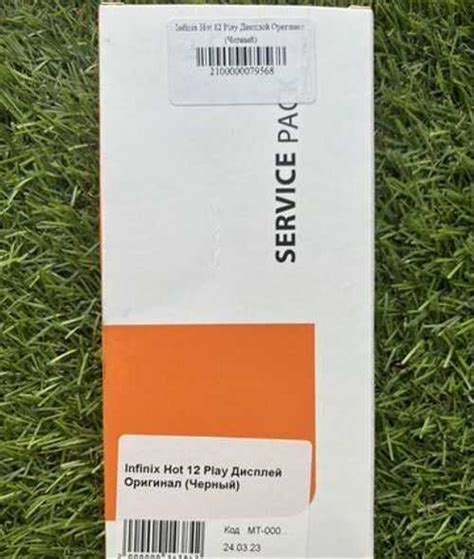 Infinix Hot 12 Play Дисплей Оригинал
(Черный)
2100000079568
SERVICE PAC
Infinix Hot 12 Play Дисплей
Оригинал (Черный)
Код MT-000...
24.03.23